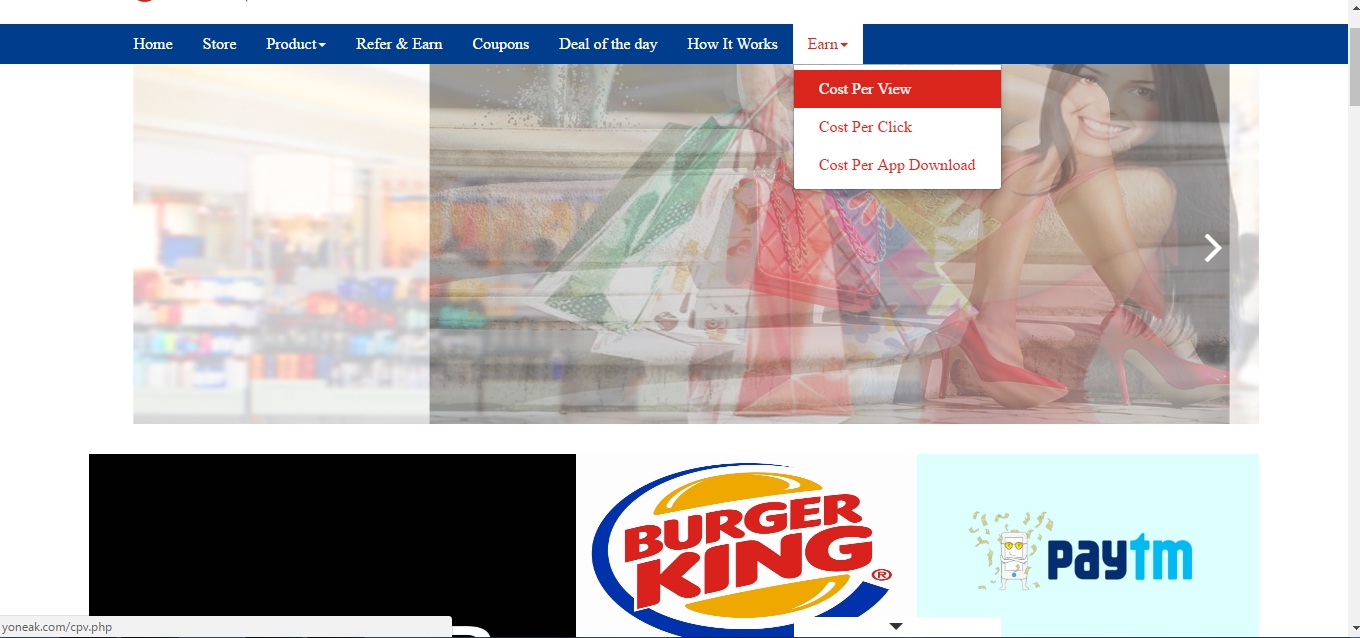 Home Store Product Refer & Earn Coupons Deal of the day How It Works Earn
Cost Per View
Cost Per Click
Cost Per App Download
BURGER
KING®
paytm
yoneak.com/cpv.php